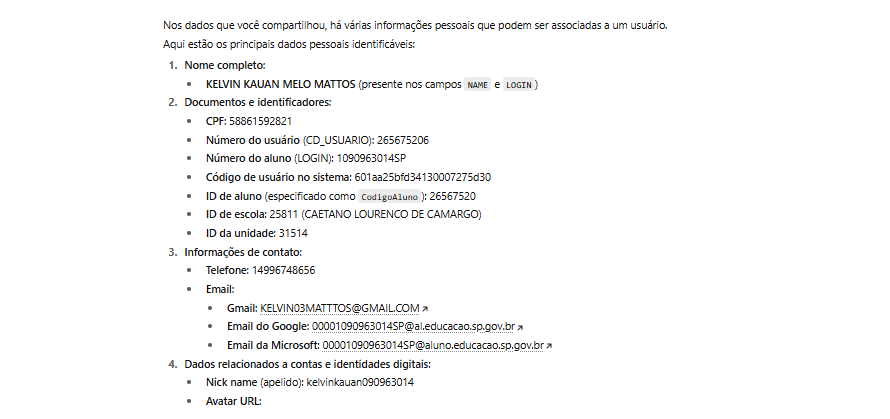 Nos dados que você compartilhou, há várias informações pessoais que podem ser associadas a um usuário.
Aqui estão os principais dados pessoais identificáveis:
1. Nome completo:
• KELVIN KAUAN MELO MATTOS (presente nos campos NAME e LOGIN)
2. Documentos e identificadores:
• CPF: 58861592821
• Número do usuário (CD_USUARIO): 265675206
• Número do aluno (LOGIN): 1090963014SP
• Código de usuário no sistema: 601aa25bfd34130007275d30
• ID de aluno (especificado como CodigoAluno): 26567520
• ID de escola: 25811 (CAETANO LOURENCO DE CAMARGO)
• ID da unidade: 31514
3. Informações de contato:
• Telefone: 14996748656
• Email:
• Gmail: KELVIN03MATTTOS@GMAIL.COM ↗
• Email do Google: 00001090963014SP@al.educacao.sp.gov.br ↗
• Email da Microsoft: 00001090963014SP@aluno.educacao.sp.gov.br ↗
4. Dados relacionados a contas e identidades digitais:
• Nick name (apelido): kelvinkauan090963014
• Avatar URL: